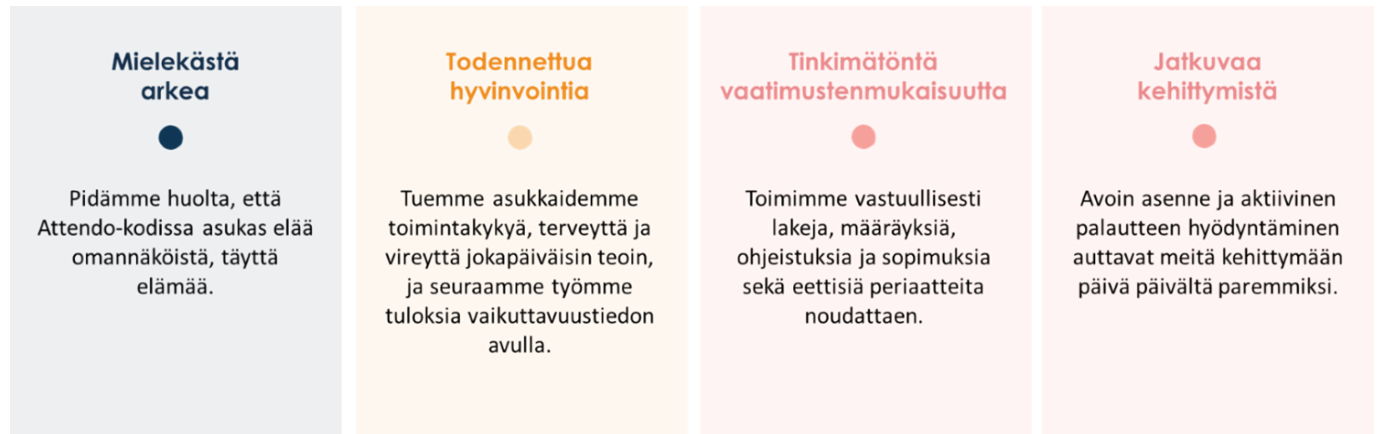 Mielekästä
arkea
Pidämme huolta, että
Attendo-kodissa asukas elää
omannäköistä, täyttä
elämää.
Todennettua
hyvinvointia
Tuemme asukkaidemme
toimintakykyä, terveyttä ja
vireyttä jokapäiväisin teoin,
ja seuraamme työmme
tuloksia vaikuttavuustiedon
avulla.
Tinkimätöntä
vaatimustenmukaisuutta
Toimimme vastuullisesti
lakeja, määräyksiä,
ohjeistuksia ja sopimuksia
sekä eettisiä periaatteita
noudattaen.
Jatkuvaa
kehittymistä
Avoin asenne ja aktiivinen
palautteen hyödyntäminen
auttavat meitä kehittymään
päivä päivältä paremmiksi.